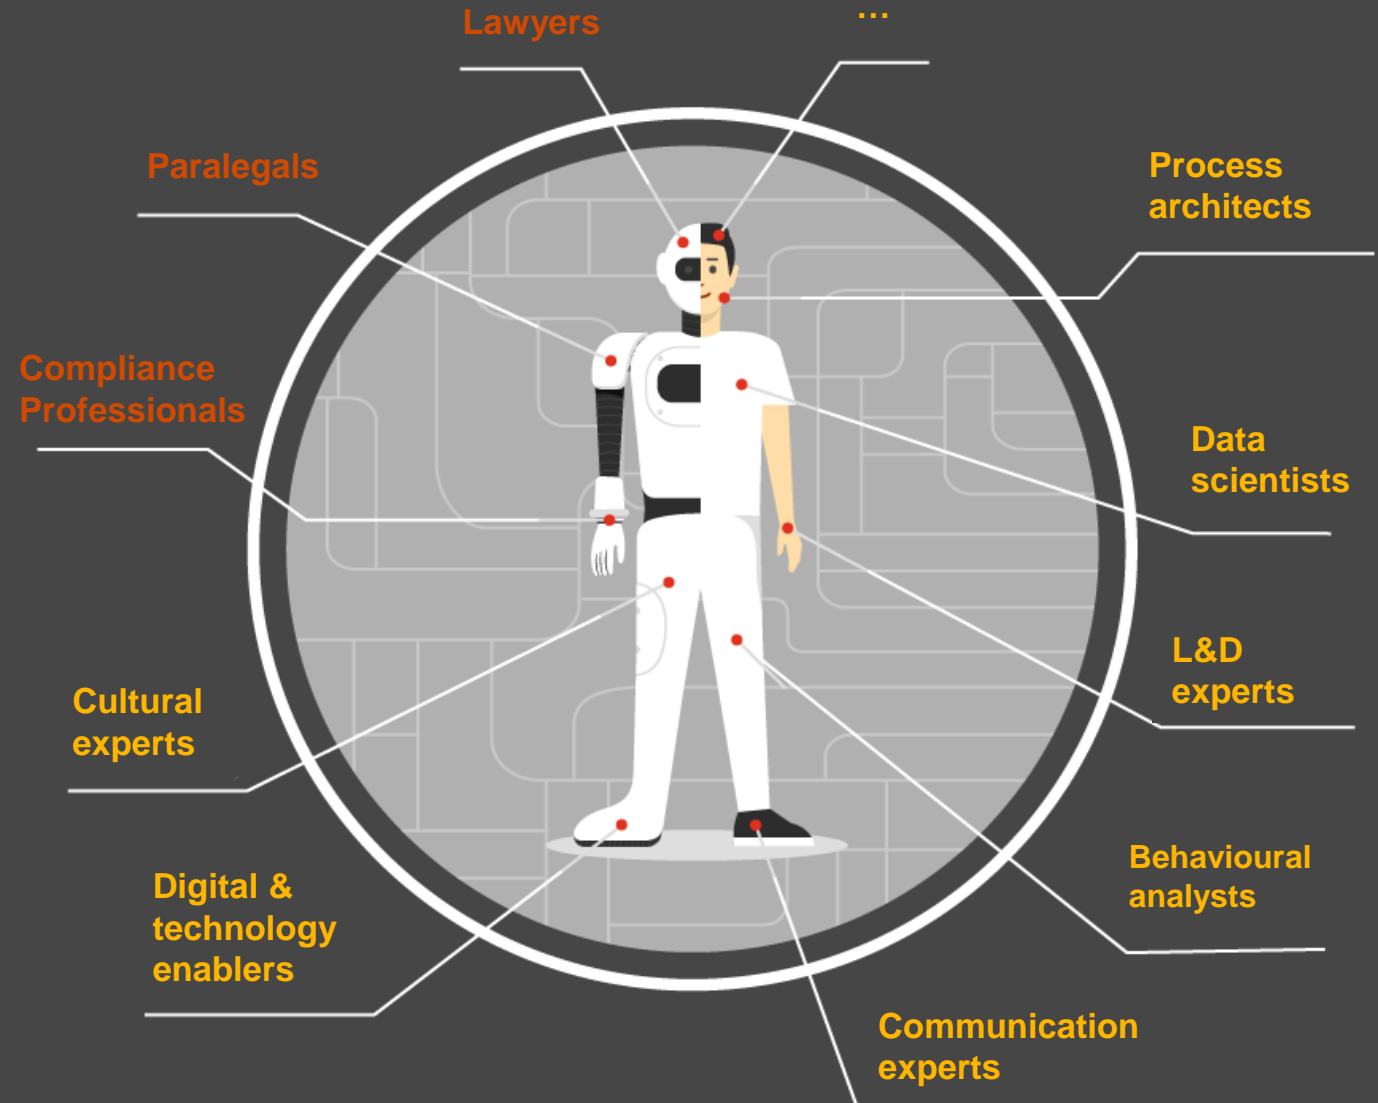 Lawyers
...
Paralegals
Process
architects
Compliance
Professionals
Data
scientists
L&D
experts
Cultural
experts
Behavioural
analysts
Digital &
technology
enablers
Communication
experts